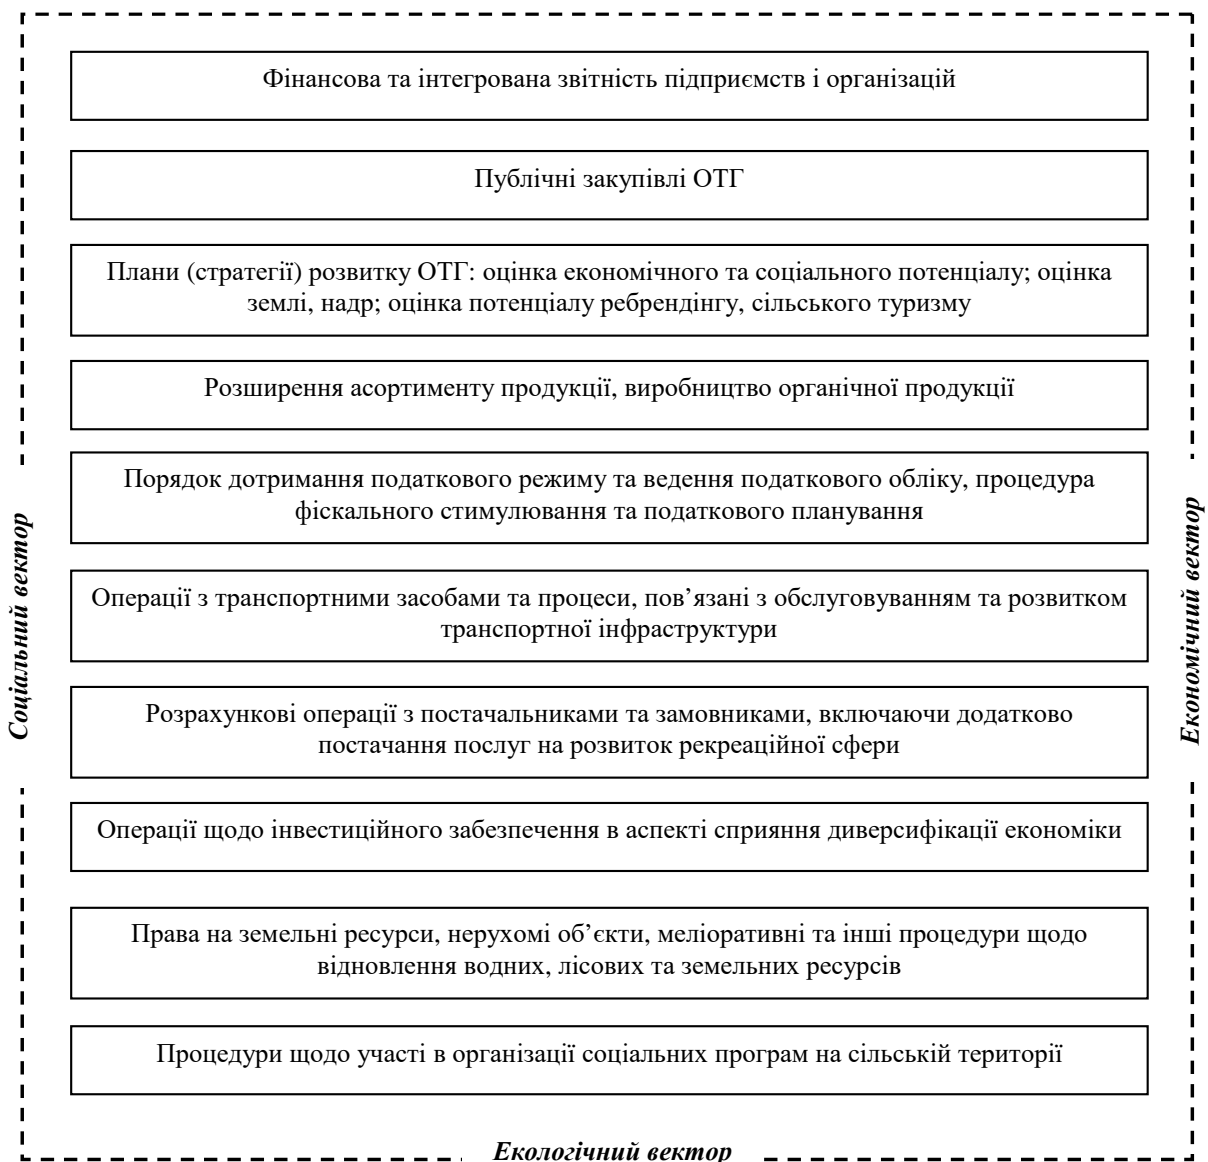 Фінансова та інтегрована звітність підприємств і організацій
Публічні закупівлі ОТГ
Плани (стратегії) розвитку ОТГ: оцінка економічного та соціального потенціалу; оцінка
землі, надр; оцінка потенціалу ребрендінгу, сільського туризму
Розширення асортименту продукції, виробництво органічної продукції
Порядок дотримання податкового режиму та ведення податкового обліку, процедура
фіскального стимулювання та податкового планування
Операції з транспортними засобами та процеси, пов’язані з обслуговуванням та розвитком
транспортної інфраструктури
Розрахункові операції з постачальниками та замовниками, включаючи додатково
постачання послуг на розвиток рекреаційної сфери
Операції щодо інвестиційного забезпечення в аспекті сприяння диверсифікації економіки
Права на земельні ресурси, нерухомі об’єкти, меліоративні та інші процедури щодо
відновлення водних, лісових та земельних ресурсів
Процедури щодо участі в організації соціальних програм на сільській території
Соціальний вектор
Економічний вектор
Екологічний вектор